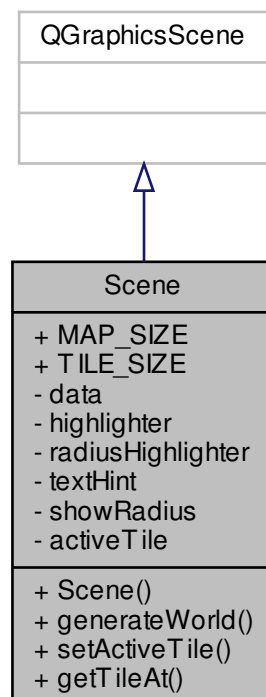 QGraphicsScene
Scene
+ MAP_SIZE
+ TILE_SIZE
- data
- highlighter
- radiusHighlighter
- textHint
- showRadius
- activeTile
+ Scene()
+ generateWorld()
+ setActiveTile()
+ getTileAt()